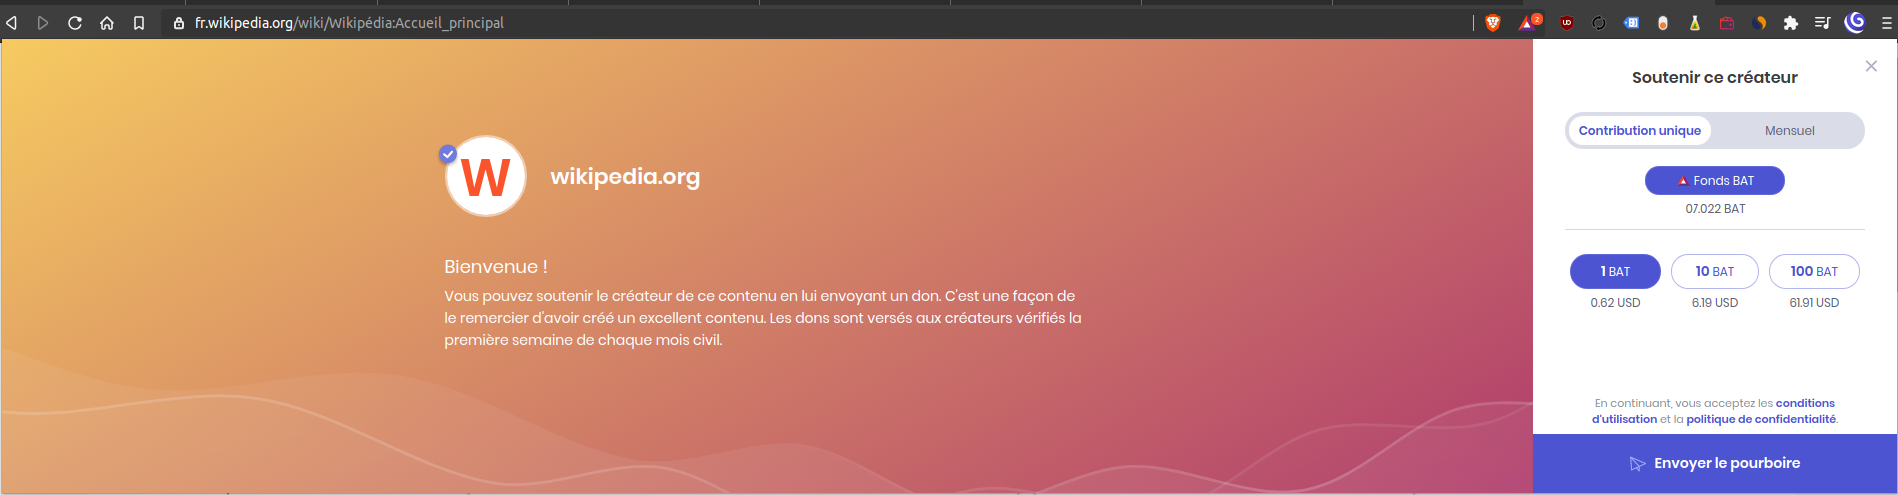 fr.wikipedia.org/wiki/Wikipédia:Accueil_principal
2
UD
W
wikipedia.org
Bienvenue !
Vous pouvez soutenir le créateur de ce contenu en lui envoyant un don. C'est une façon de
le remercier d'avoir créé un excellent contenu. Les dons sont versés aux créateurs vérifiés la
première semaine de chaque mois civil.
Soutenir ce créateur
Contribution unique Mensuel
Fonds BAT
07.022 BAT
1 BAT 10 BAT 100 BAT
0.62 USD 6.19 USD 61.91 USD
En continuant, vous acceptez les conditions
d'utilisation et la politique de confidentialité.
Envoyer le pourboire